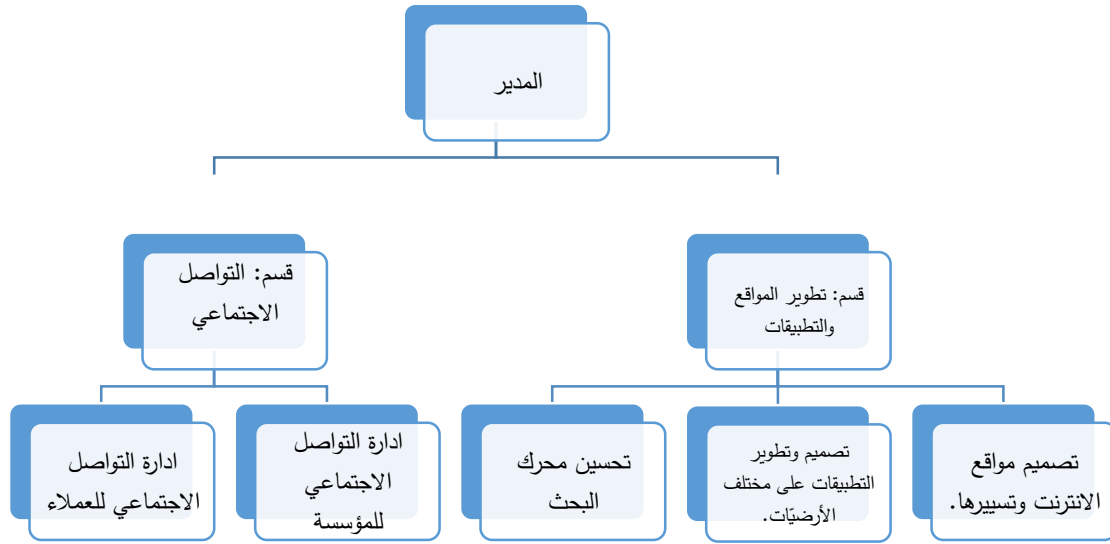 المدير
قسم: تطوير المواقع
والتطبيقات
قسم: التواصل
الاجتماعي
تصميم مواقع
الانترنت وتسييرها.
تصميم وتطوير
التطبيقات على مختلف
الأرضيّات.
تحسين محرك
البحث
ادارة التواصل
الاجتماعي
للمؤسسة
ادارة التواصل
الاجتماعي للعملاء